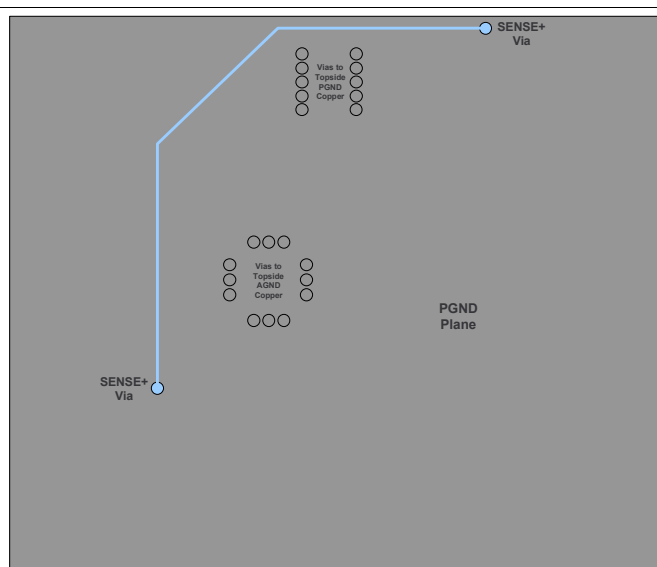 SENSE+
Via
Vias to
Topside
PGND
Copper
Vias to
Topside
AGND
Copper
PGND
Plane
SENSE+
Via